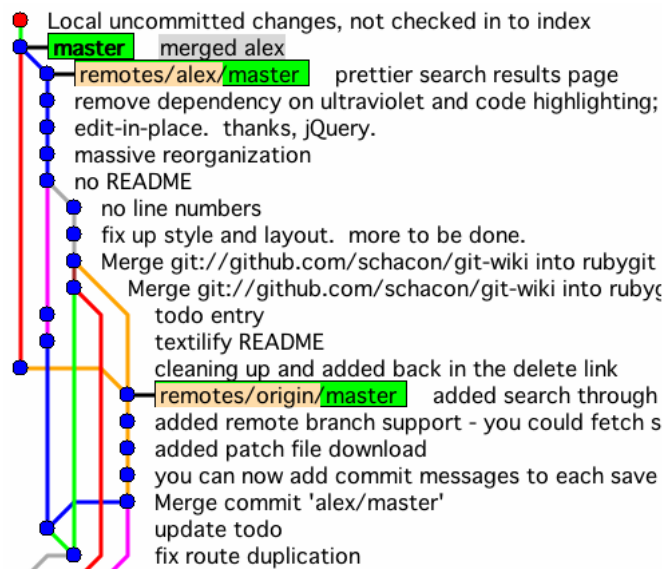 Local uncommitted changes, not checked in to index
master merged alex
remotes/alex/master prettier search results page
remove dependency on ultraviolet and code highlighting;
edit-in-place. thanks, jQuery.
massive reorganization
no README
no line numbers
fix up style and layout. more to be done.
Merge git://github.com/schacon/git-wiki into rubygit
Merge git://github.com/schacon/git-wiki into rubyg
todo entry
textilify README
cleaning up and added back in the delete link
remotes/origin/master added search through
added remote branch support - you could fetch s
added patch file download
you can now add commit messages to each save
Merge commit 'alex/master'
update todo
fix route duplication